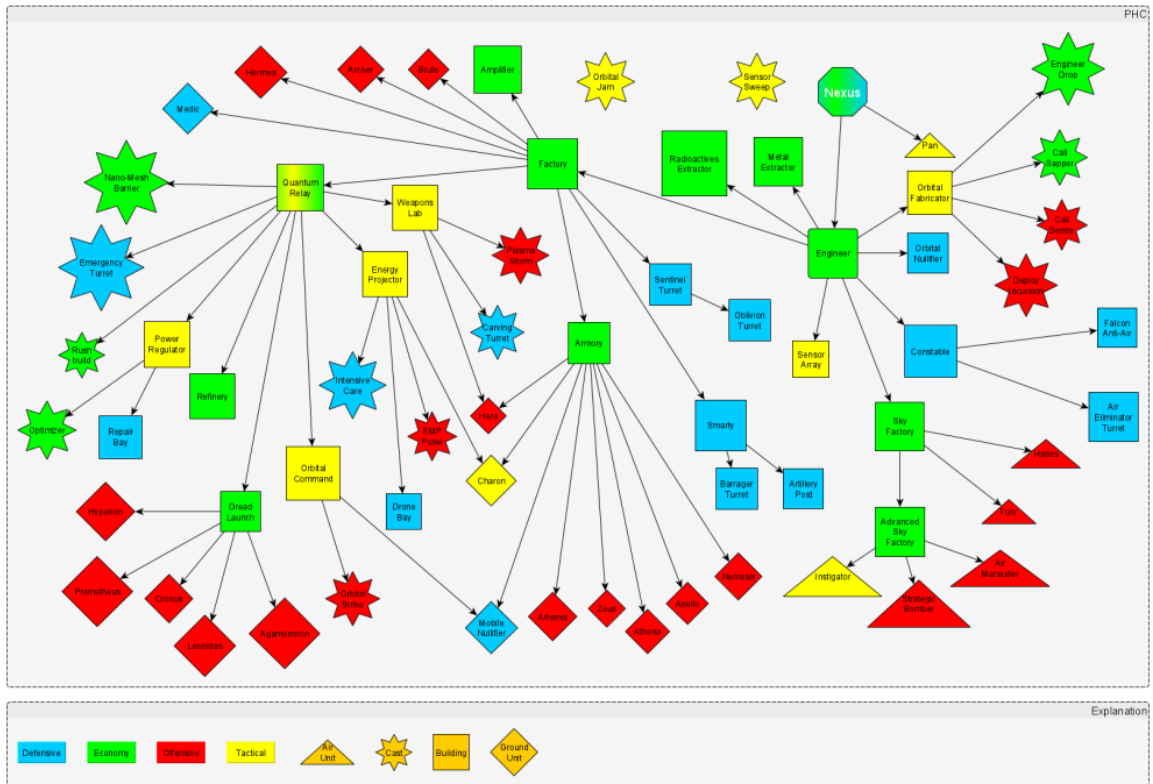 PHC
Hermes
Archer
Brute
Amplifier
Orbital
Jam
Sensor
Sweep
Nexus
Engineer
Drop
Medic
Pan
Call
Sapper
Nano-Mesh
Barrier
Quantum
Relay
Weapons
Lab
Factory
Radioactives
Extractor
Metal
Extractor
Orbital
Fabricator
Call
Sentry
Emergency
Turret
Energy
Projector
Plasma
Storm
Sentinel
Turret
Engineer
Orbital
Nullifier
Deploy
Incursion
Rush
build
Power
Regulator
Refinery
Intensive
Care
Carving
Turret
Armory
Oblivion
Turret
Sensor
Array
Constable
Falcon
Anti-Air
Optimizer
Repair
Bay
EMP
Pulse
Hera
Smarty
Sky
Factory
Air
Eliminator
Turret
Orbital
Command
Charon
Hades
Hyperion
Dread
Launch
Drone
Bay
Barrager
Turret
Artillery
Post
Fury
Advanced
Sky
Factory
Prometheus
Cronus
Orbital
Strike
Nemesis
Instigator
Air
Marauder
Leonidas
Agamemnon
Mobile
Nullifier
Artemis
Zeus
Athena
Apollo
Strategic
Bomber
Explanation
Defensive
Economy
Offensive
Tactical
Air
Unit
Cast
Building
Ground
Unit